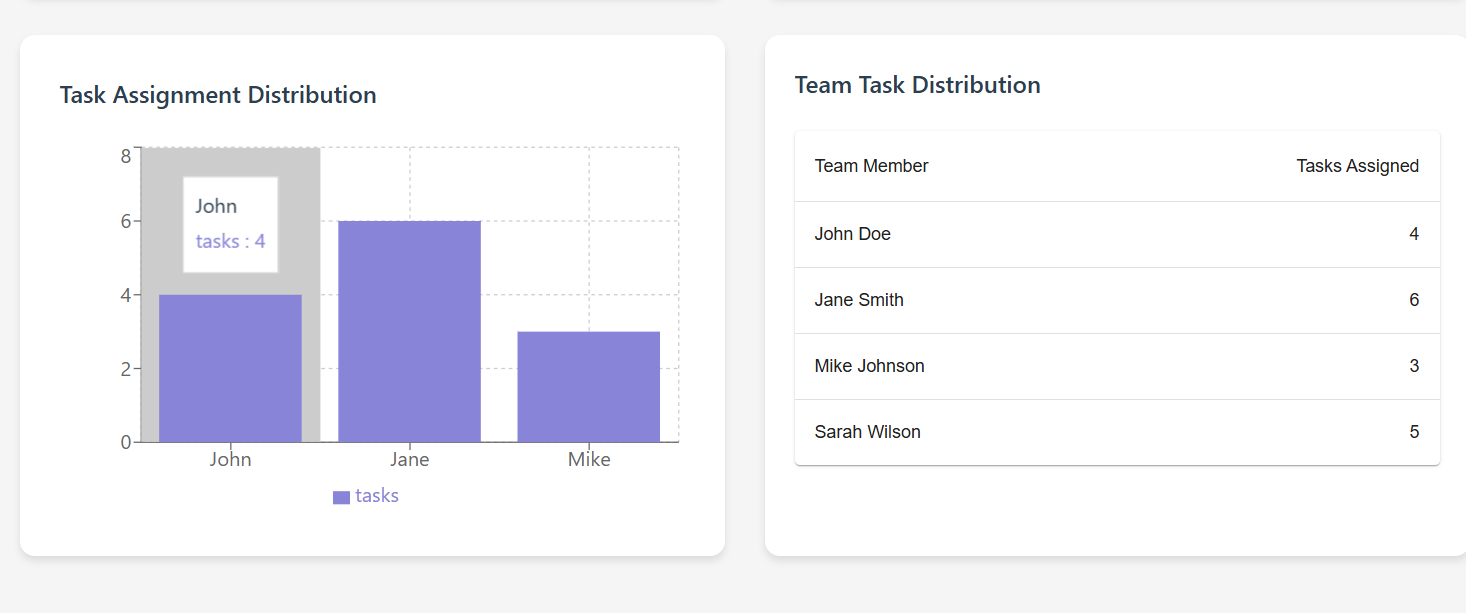 Task Assignment Distribution
8
6
4
2
0
John
tasks : 4
John Jane Mike
tasks
Team Task Distribution
Team Member Tasks Assigned
John Doe 4
Jane Smith 6
Mike Johnson 3
Sarah Wilson 5